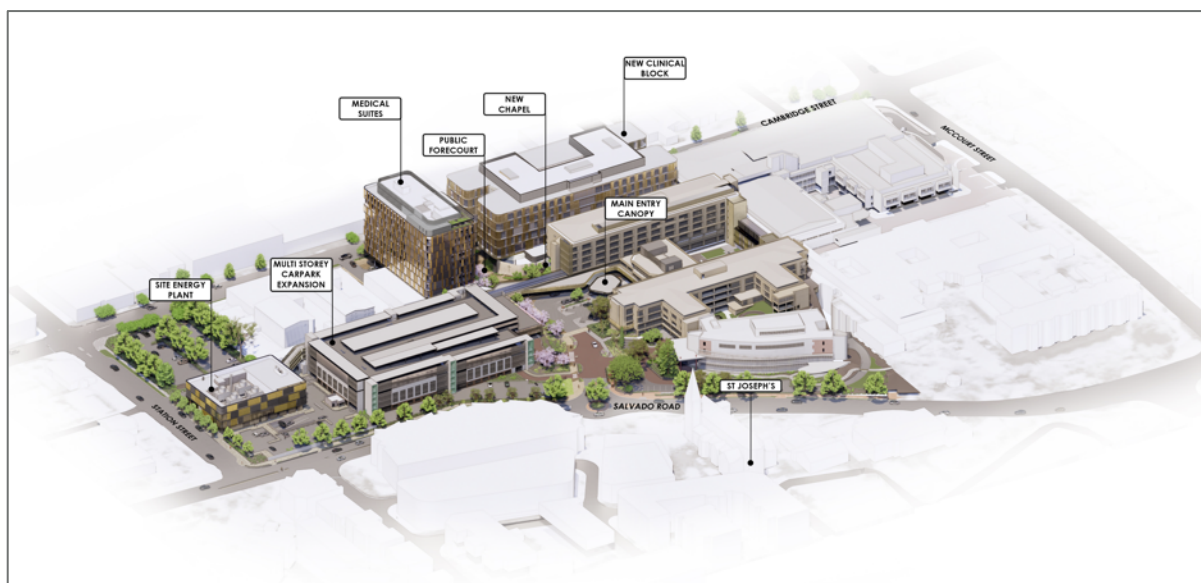 NEW CLINICAL
BLOCK
MEDICAL
SUITES
NEW
CHAPEL
CAMBRIDGE STREET
MCCOURT STREET
PUBLIC
FORECOURT
MAIN ENTRY
CANOPY
MULTI STOREY
CARPARK
EXPANSION
SITE ENERGY
PLANT
ST JOSEPH'S
SALVADO ROAD
STATION STREET